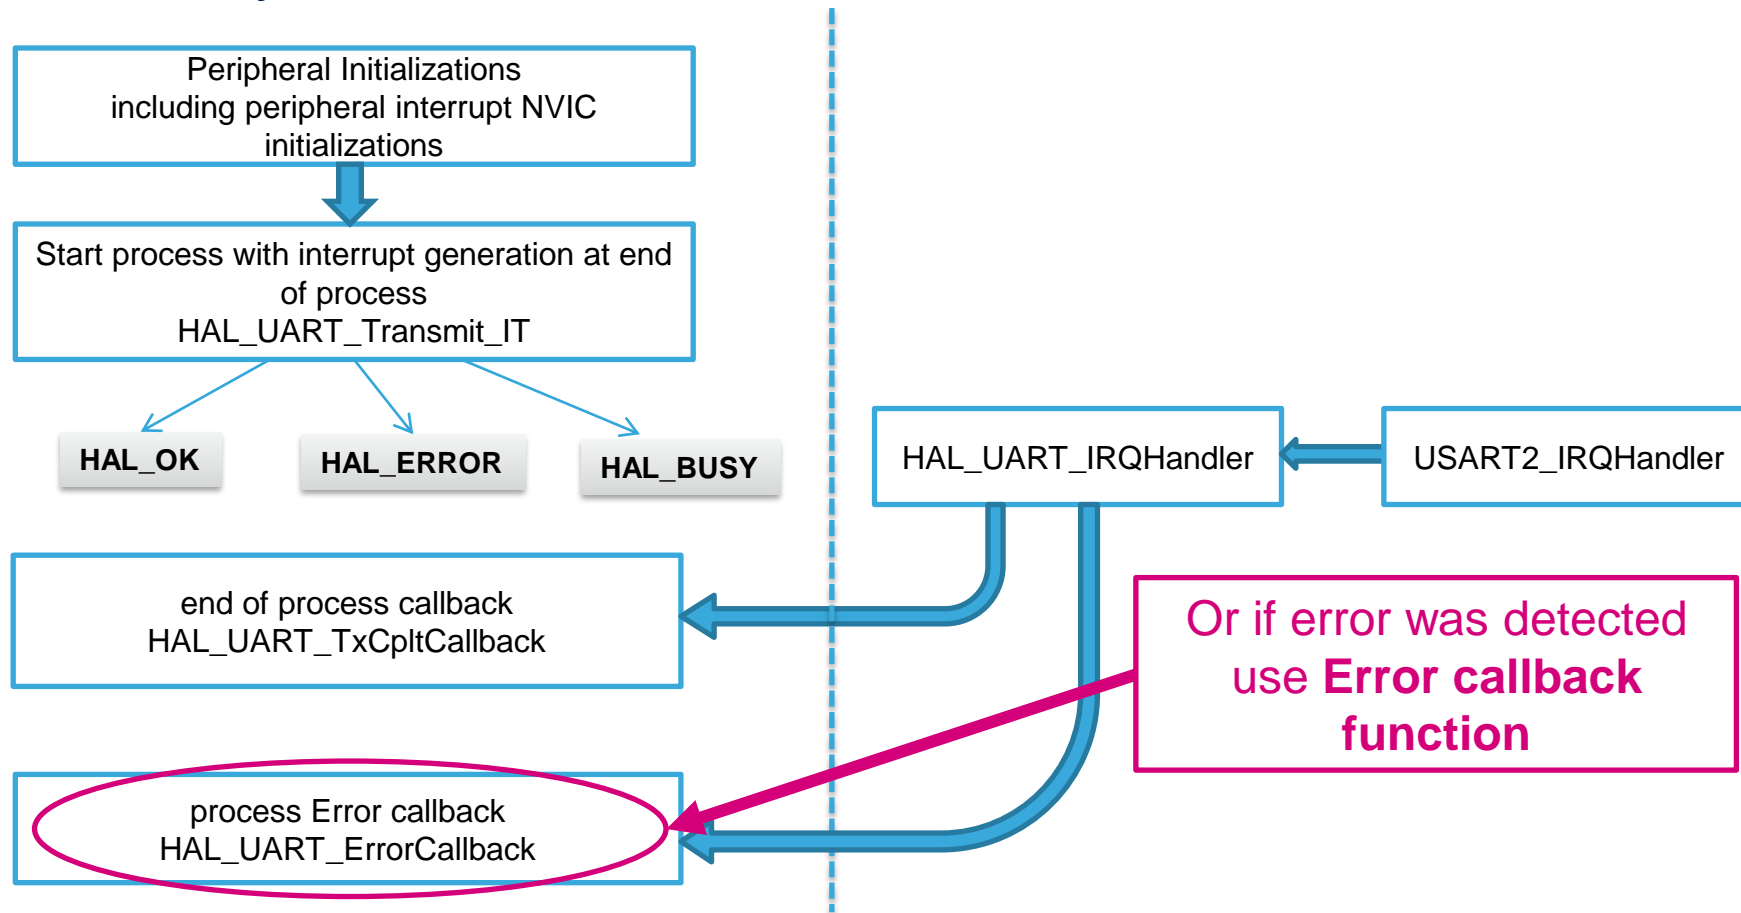 Peripheral Initializations
including peripheral interrupt NVIC
initializations
Start process with interrupt generation at end
of process
HAL_UART_Transmit_IT
HAL_OK
HAL_ERROR
HAL_BUSY
HAL_UART_IRQHandler
USART2_IRQHandler
end of process callback
HAL_UART_TxCpltCallback
Or if error was detected
use Error callback
function
process Error callback
HAL_UART_ErrorCallback